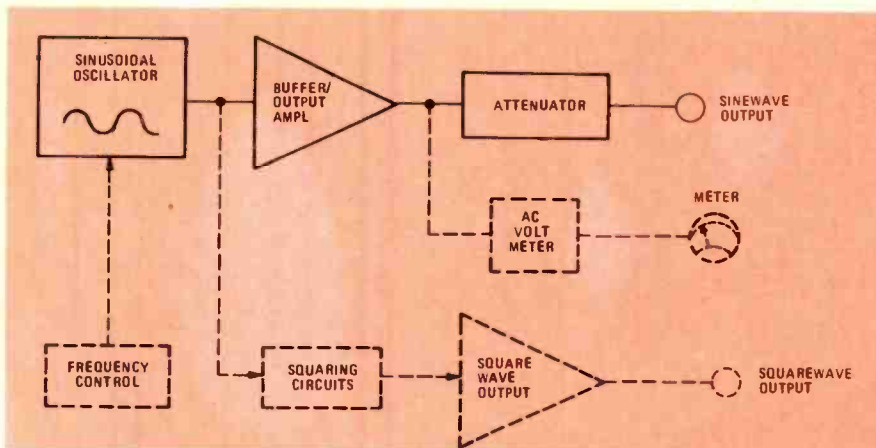 SINUSOIDAL
OSCILLATOR
BUFFER/
OUTPUT
AMPL
ATTENUATOR
SINEWAVE
OUTPUT
AC
VOLT
METER
METER
FREQUENCY
CONTROL
SQUARING
CIRCUITS
SQUARE
WAVE
OUTPUT
SQUAREWAVE
OUTPUT